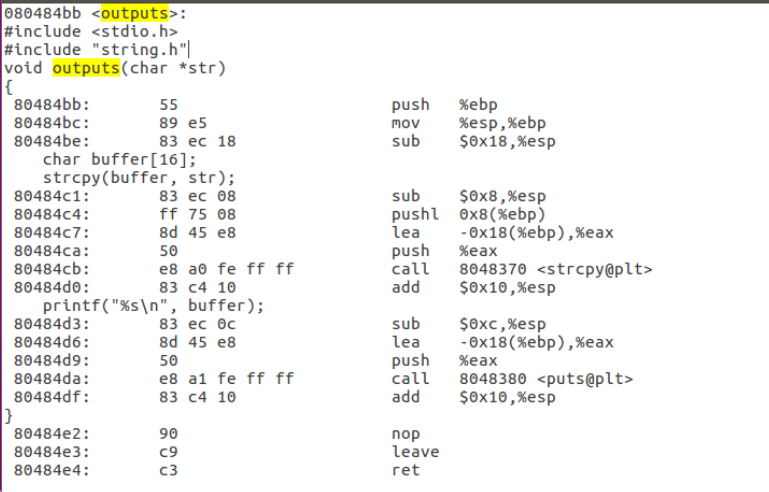 080484bb <outputs>:
#include <stdio.h>
#include "string.h"
void outputs(char *str)
{
 80484bb:	55	push   %ebp
 80484bc:	89 e5	mov    %esp,%ebp
 80484be:	83 ec 18	sub    $0x18,%esp
    char buffer[16];
    strcpy(buffer, str);
 80484c1:	83 ec 08	sub    $0x8,%esp
 80484c4:	ff 75 08	pushl  0x8(%ebp)
 80484c7:	8d 45 e8	lea    -0x18(%ebp),%eax
 80484ca:	50	push   %eax
 80484cb:	e8 a0 fe ff ff	call   8048370 <strcpy@plt>
 80484d0:	83 c4 10	add    $0x10,%esp
    printf("%s\n", buffer);
 80484d3:	83 ec 0c	sub    $0xc,%esp
 80484d6:	8d 45 e8	lea    -0x18(%ebp),%eax
 80484d9:	50	push   %eax
 80484da:	e8 a1 fe ff ff	call   8048380 <puts@plt>
 80484df:	83 c4 10	add    $0x10,%esp
}
 80484e2:	90	nop
 80484e3:	c9	leave
 80484e4:	c3	ret